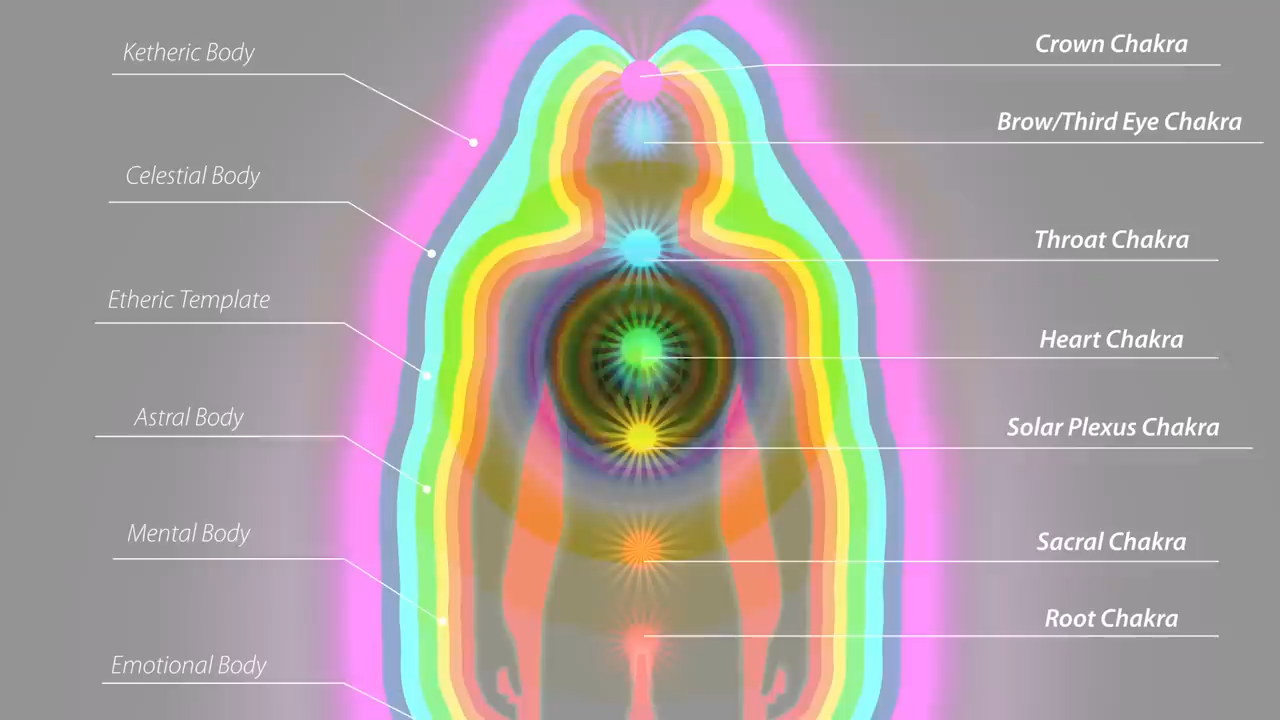 Ketheric Body
Celestial Body
Etheric Template
Astral Body
Mental Body
Emotional Body
Crown Chakra
Brow/Third Eye Chakra
Throat Chakra
Heart Chakra
Solar Plexus Chakra
Sacral Chakra
Root Chakra